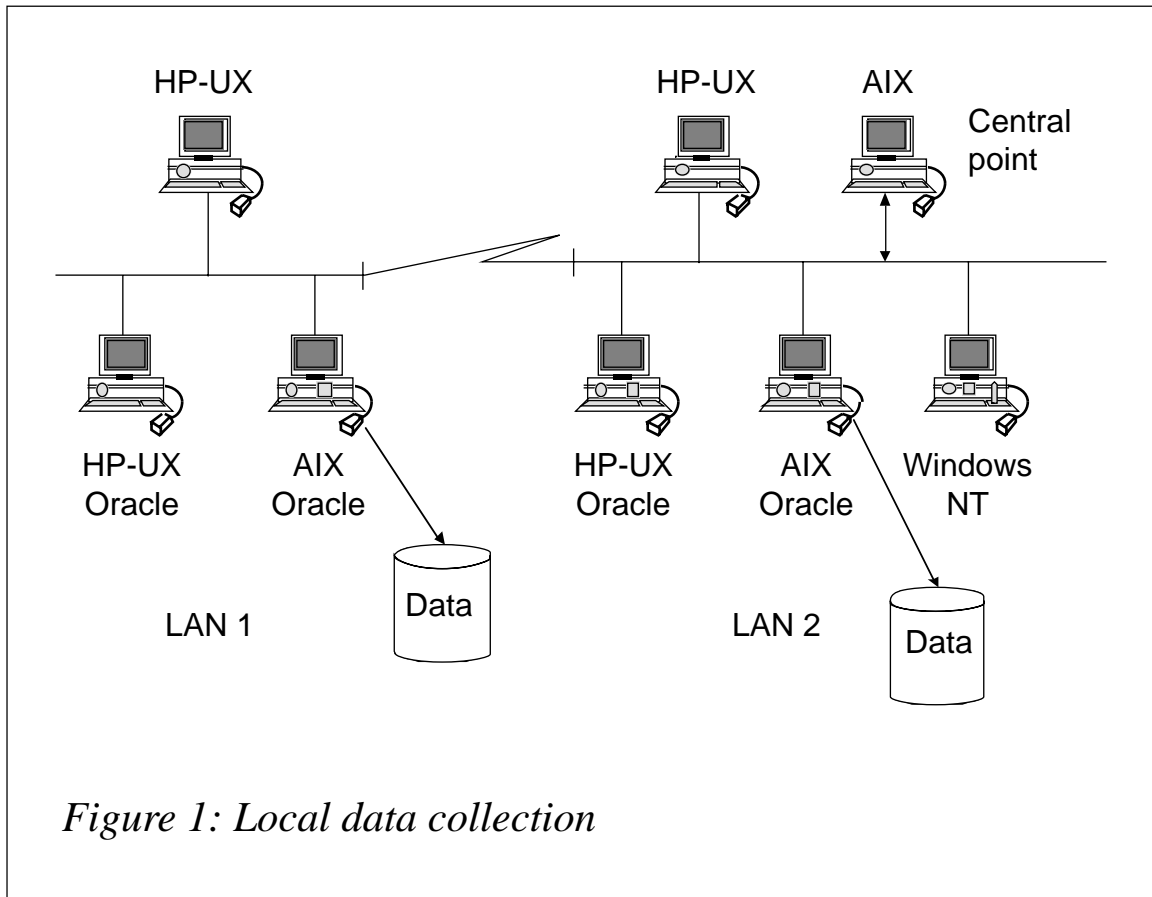 HP-UX
HP-UX
AIX
Central
point
HP-UX
Oracle
AIX
Oracle
HP-UX
Oracle
AIX
Oracle
Windows
NT
LAN 1
Data
LAN 2
Data
Figure 1: Local data collection